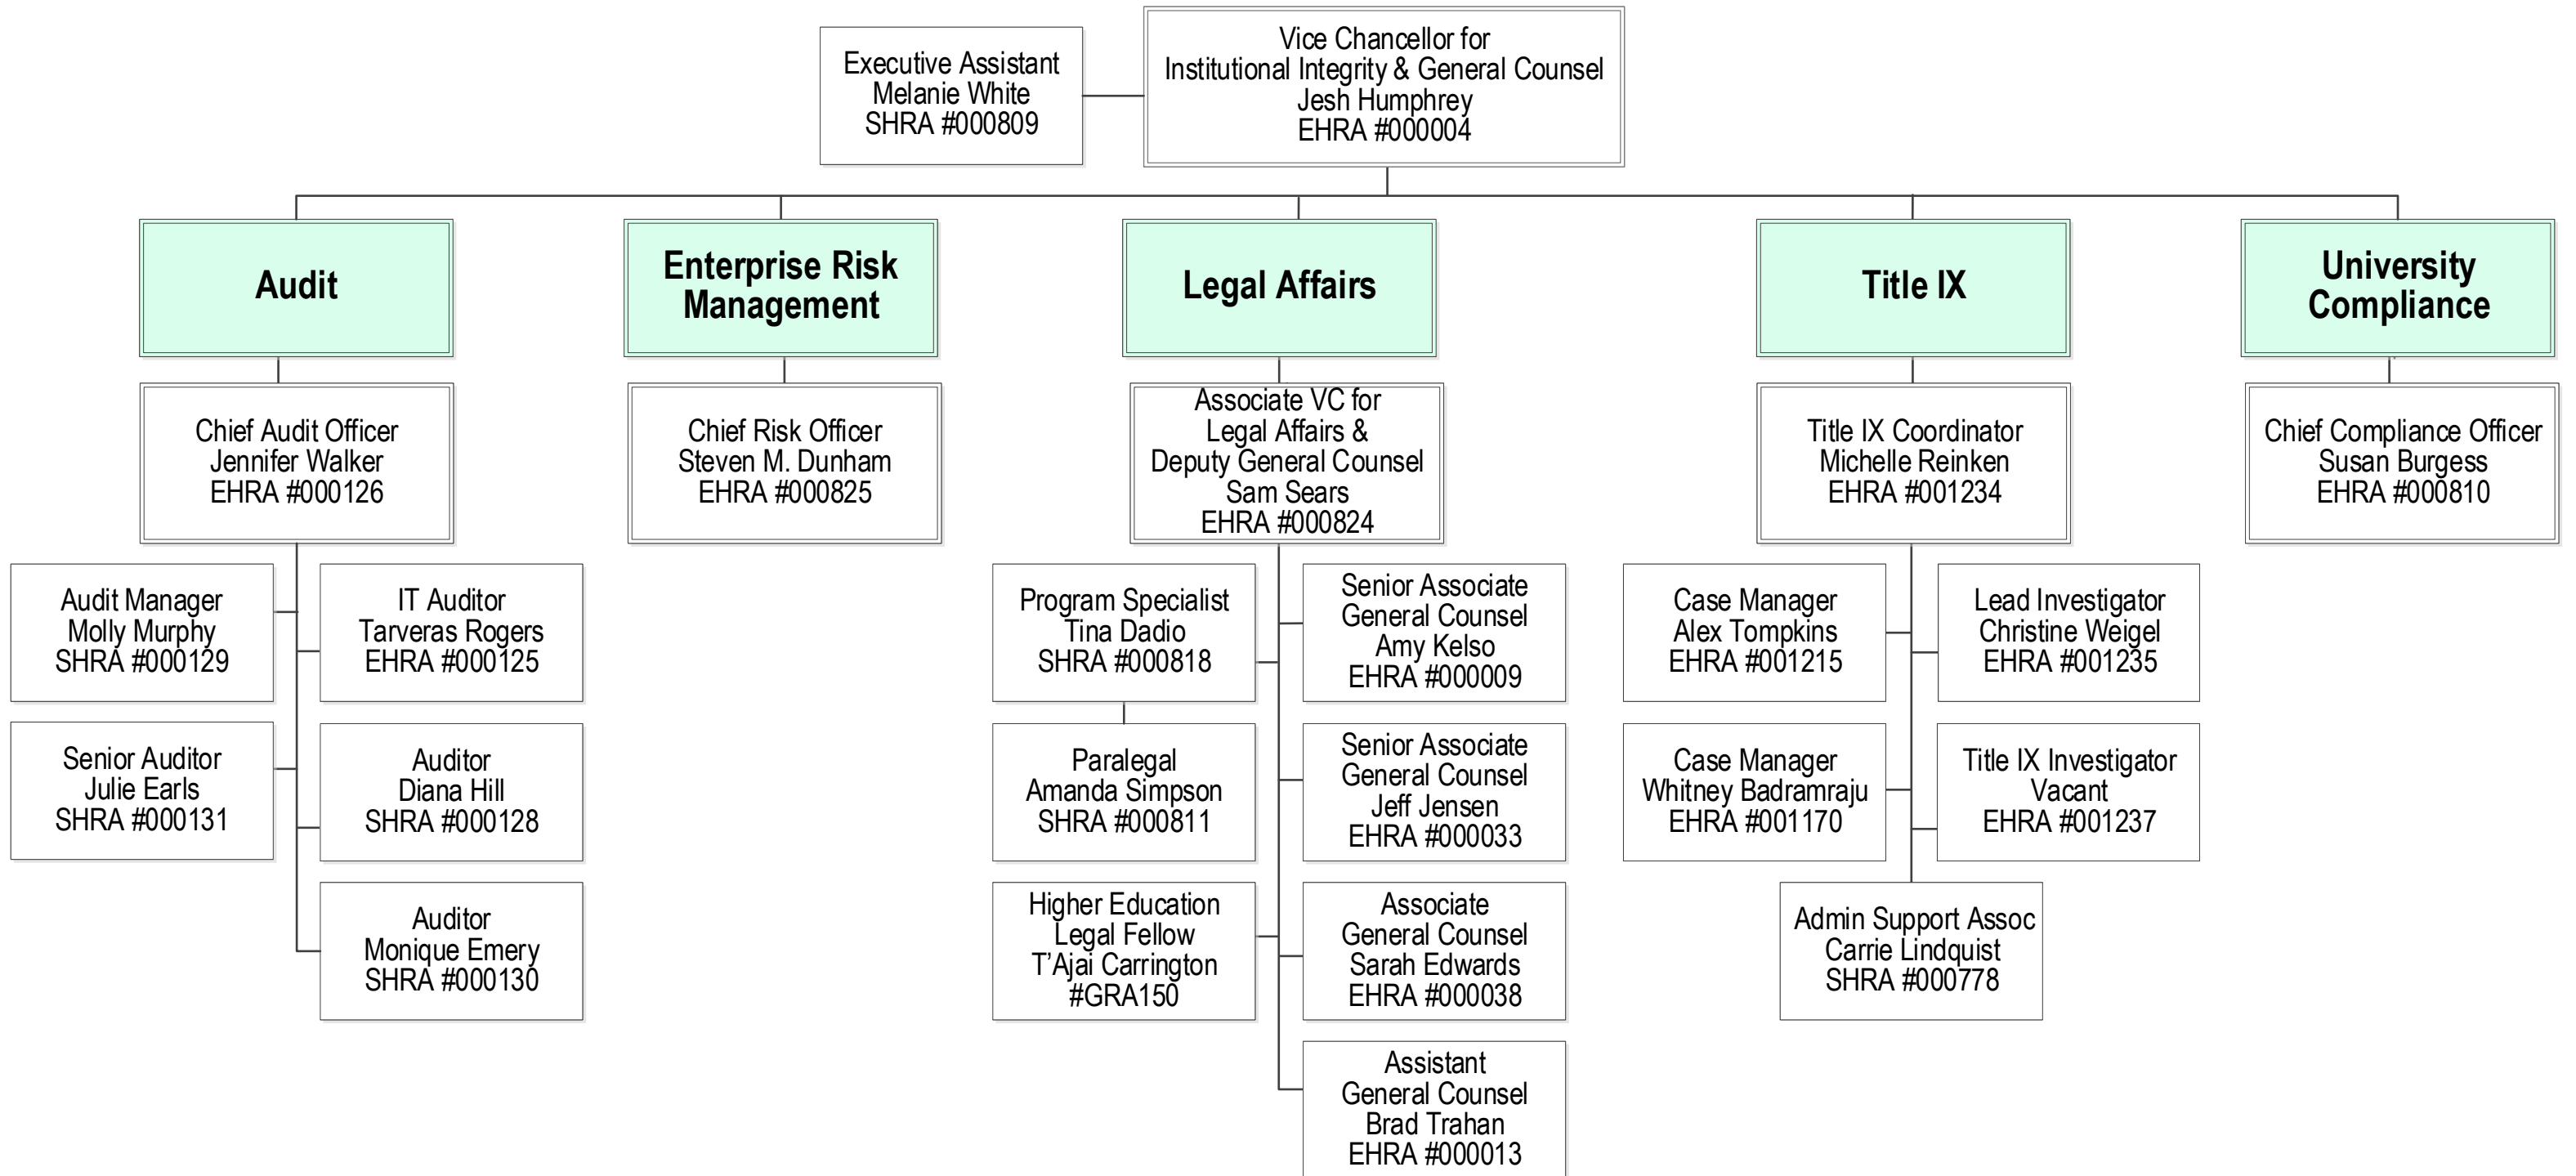 Executive Assistant
Melanie White
SHRA #000809
Vice Chancellor for
Institutional Integrity & General Counsel
Jesh Humphrey
EHRA #000004
Audit
Enterprise Risk
Management
Legal Affairs
Title IX
University
Compliance
Chief Audit Officer
Jennifer Walker
EHRA #000126
Chief Risk Officer
Steven M. Dunham
EHRA #000825
Associate VC for
Legal Affairs &
Deputy General Counsel
Sam Sears
EHRA #000824
Title IX Coordinator
Michelle Reinken
EHRA #001234
Chief Compliance Officer
Susan Burgess
EHRA #000810
Audit Manager
Molly Murphy
SHRA #000129
IT Auditor
Tarveras Rogers
EHRA #000125
Senior Auditor
Julie Earls
SHRA #000131
Auditor
Diana Hill
SHRA #000128
Auditor
Monique Emery
SHRA #000130
Program Specialist
Tina Dadio
SHRA #000818
Senior Associate
General Counsel
Amy Kelso
EHRA #000009
Paralegal
Amanda Simpson
SHRA #000811
Senior Associate
General Counsel
Jeff Jensen
EHRA #000033
Higher Education
Legal Fellow
T’Ajai Carrington
#GRA150
Associate
General Counsel
Sarah Edwards
EHRA #000038
Assistant
General Counsel
Brad Trahan
EHRA #000013
Case Manager
Alex Tompkins
EHRA #001215
Lead Investigator
Christine Weigel
EHRA #001235
Case Manager
Whitney Badramraju
EHRA #001170
Title IX Investigator
Vacant
EHRA #001237
Admin Support Assoc
Carrie Lindquist
SHRA #000778